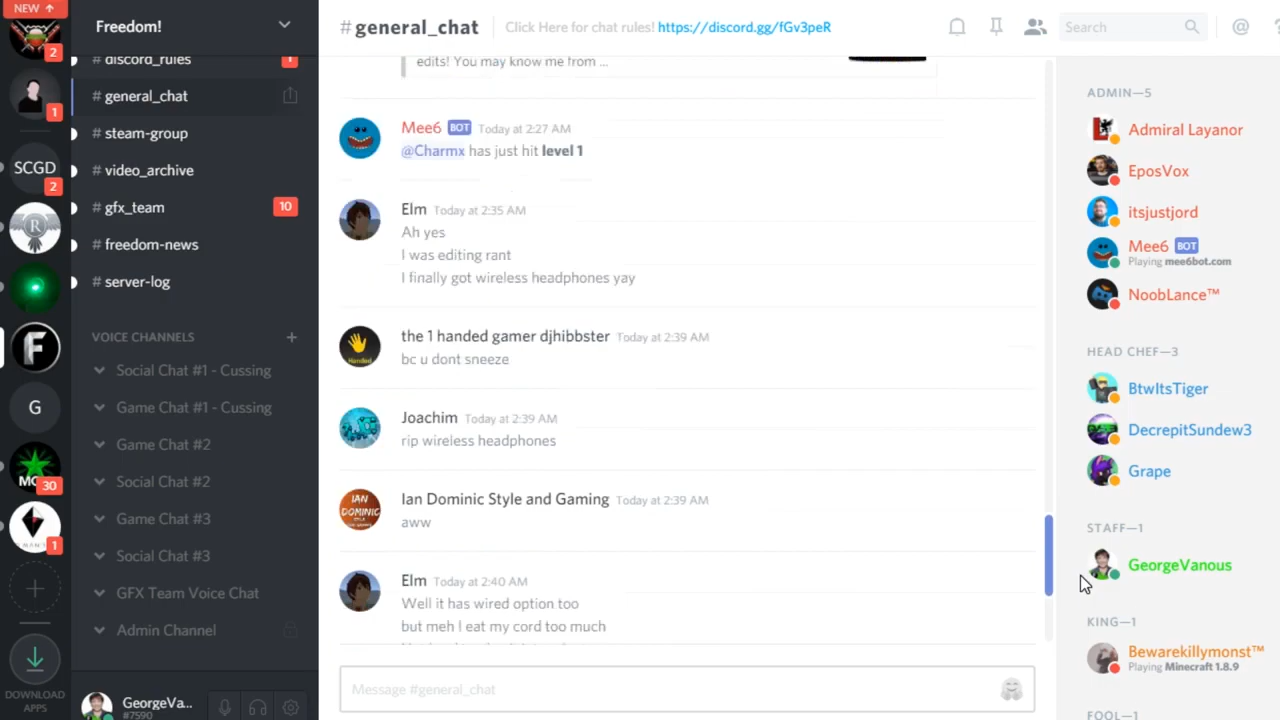 NEW ↑
2
1
SCGD
2
R
F
G
MC
30
1
+
DOWNLOAD
APPS
Freedom!
# discord_rules
# general_chat
# steam-group
# video_archive
# gfx_team 10
# freedom-news
# server-log
VOICE CHANNELS +
Social Chat #1 - Cussing
Game Chat #1 - Cussing
Game Chat #2
Social Chat #2
Game Chat #3
Social Chat #3
GFX Team Voice Chat
Admin Channel
GeorgeVa...
#7590
#general_chat Click Here for chat rules! https://discord.gg/fGv3peR
Search
@
edits! You may know me from ...
Mee6 BOT Today at 2:27 AM
@Charmx has just hit level 1
Elm Today at 2:35 AM
Ah yes
I was editing rant
I finally got wireless headphones yay
the 1 handed gamer djhibbster Today at 2:39 AM
bc u dont sneeze
Handed
Joachim Today at 2:39 AM
rip wireless headphones
IAN
DOMINIC
Ian Dominic Style and Gaming Today at 2:39 AM
aww
Elm Today at 2:40 AM
Well it has wired option too
but meh I eat my cord too much
Message #general_chat
ADMIN—5
Admiral Layanor
EposVox
itsjustjord
Mee6 BOT
Playing mee6bot.com
NoobLance™
HEAD CHEF—3
BtwItsTiger
DecrepitSundew3
Grape
STAFF—1
GeorgeVanous
KING—1
Bewarekillymonst™
Playing Minecraft 1.8.9
FOOL—1